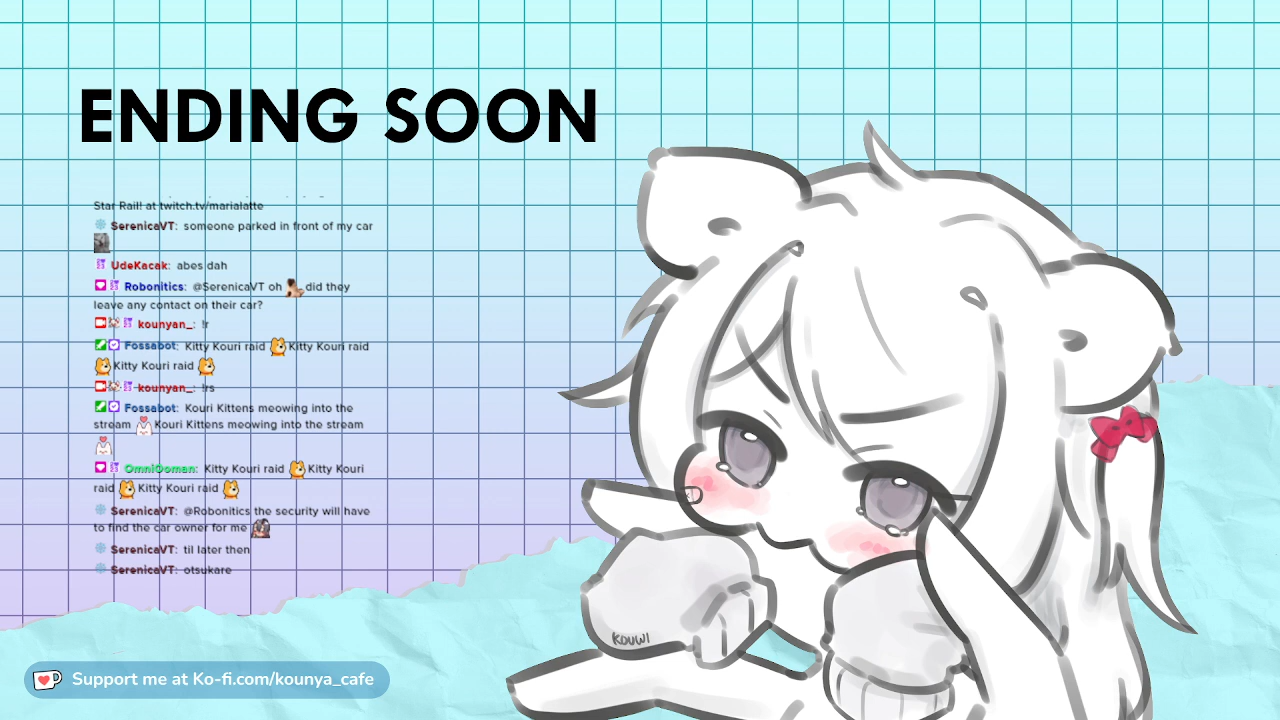 ENDING SOON
Star Rail! at twitch.tv/marialatte
SerenicaVT: someone parked in front of my car
UdeKacak: abes dah
Robonitics: @SerenicaVT oh did they
leave any contact on their car?
kounyan_: !r
Fossabot: Kitty Kouri raid Kitty Kouri raid
Kitty Kouri raid
kounyan_: !rs
Fossabot: Kouri Kittens meowing into the
stream Kouri Kittens meowing into the stream
OmniOoman: Kitty Kouri raid Kitty Kouri
raid Kitty Kouri raid
SerenicaVT: @Robonitics the security will have
to find the car owner for me
SerenicaVT: til later then
SerenicaVT: otsukare
KOUWI
Support me at Ko-fi.com/kounya_cafe